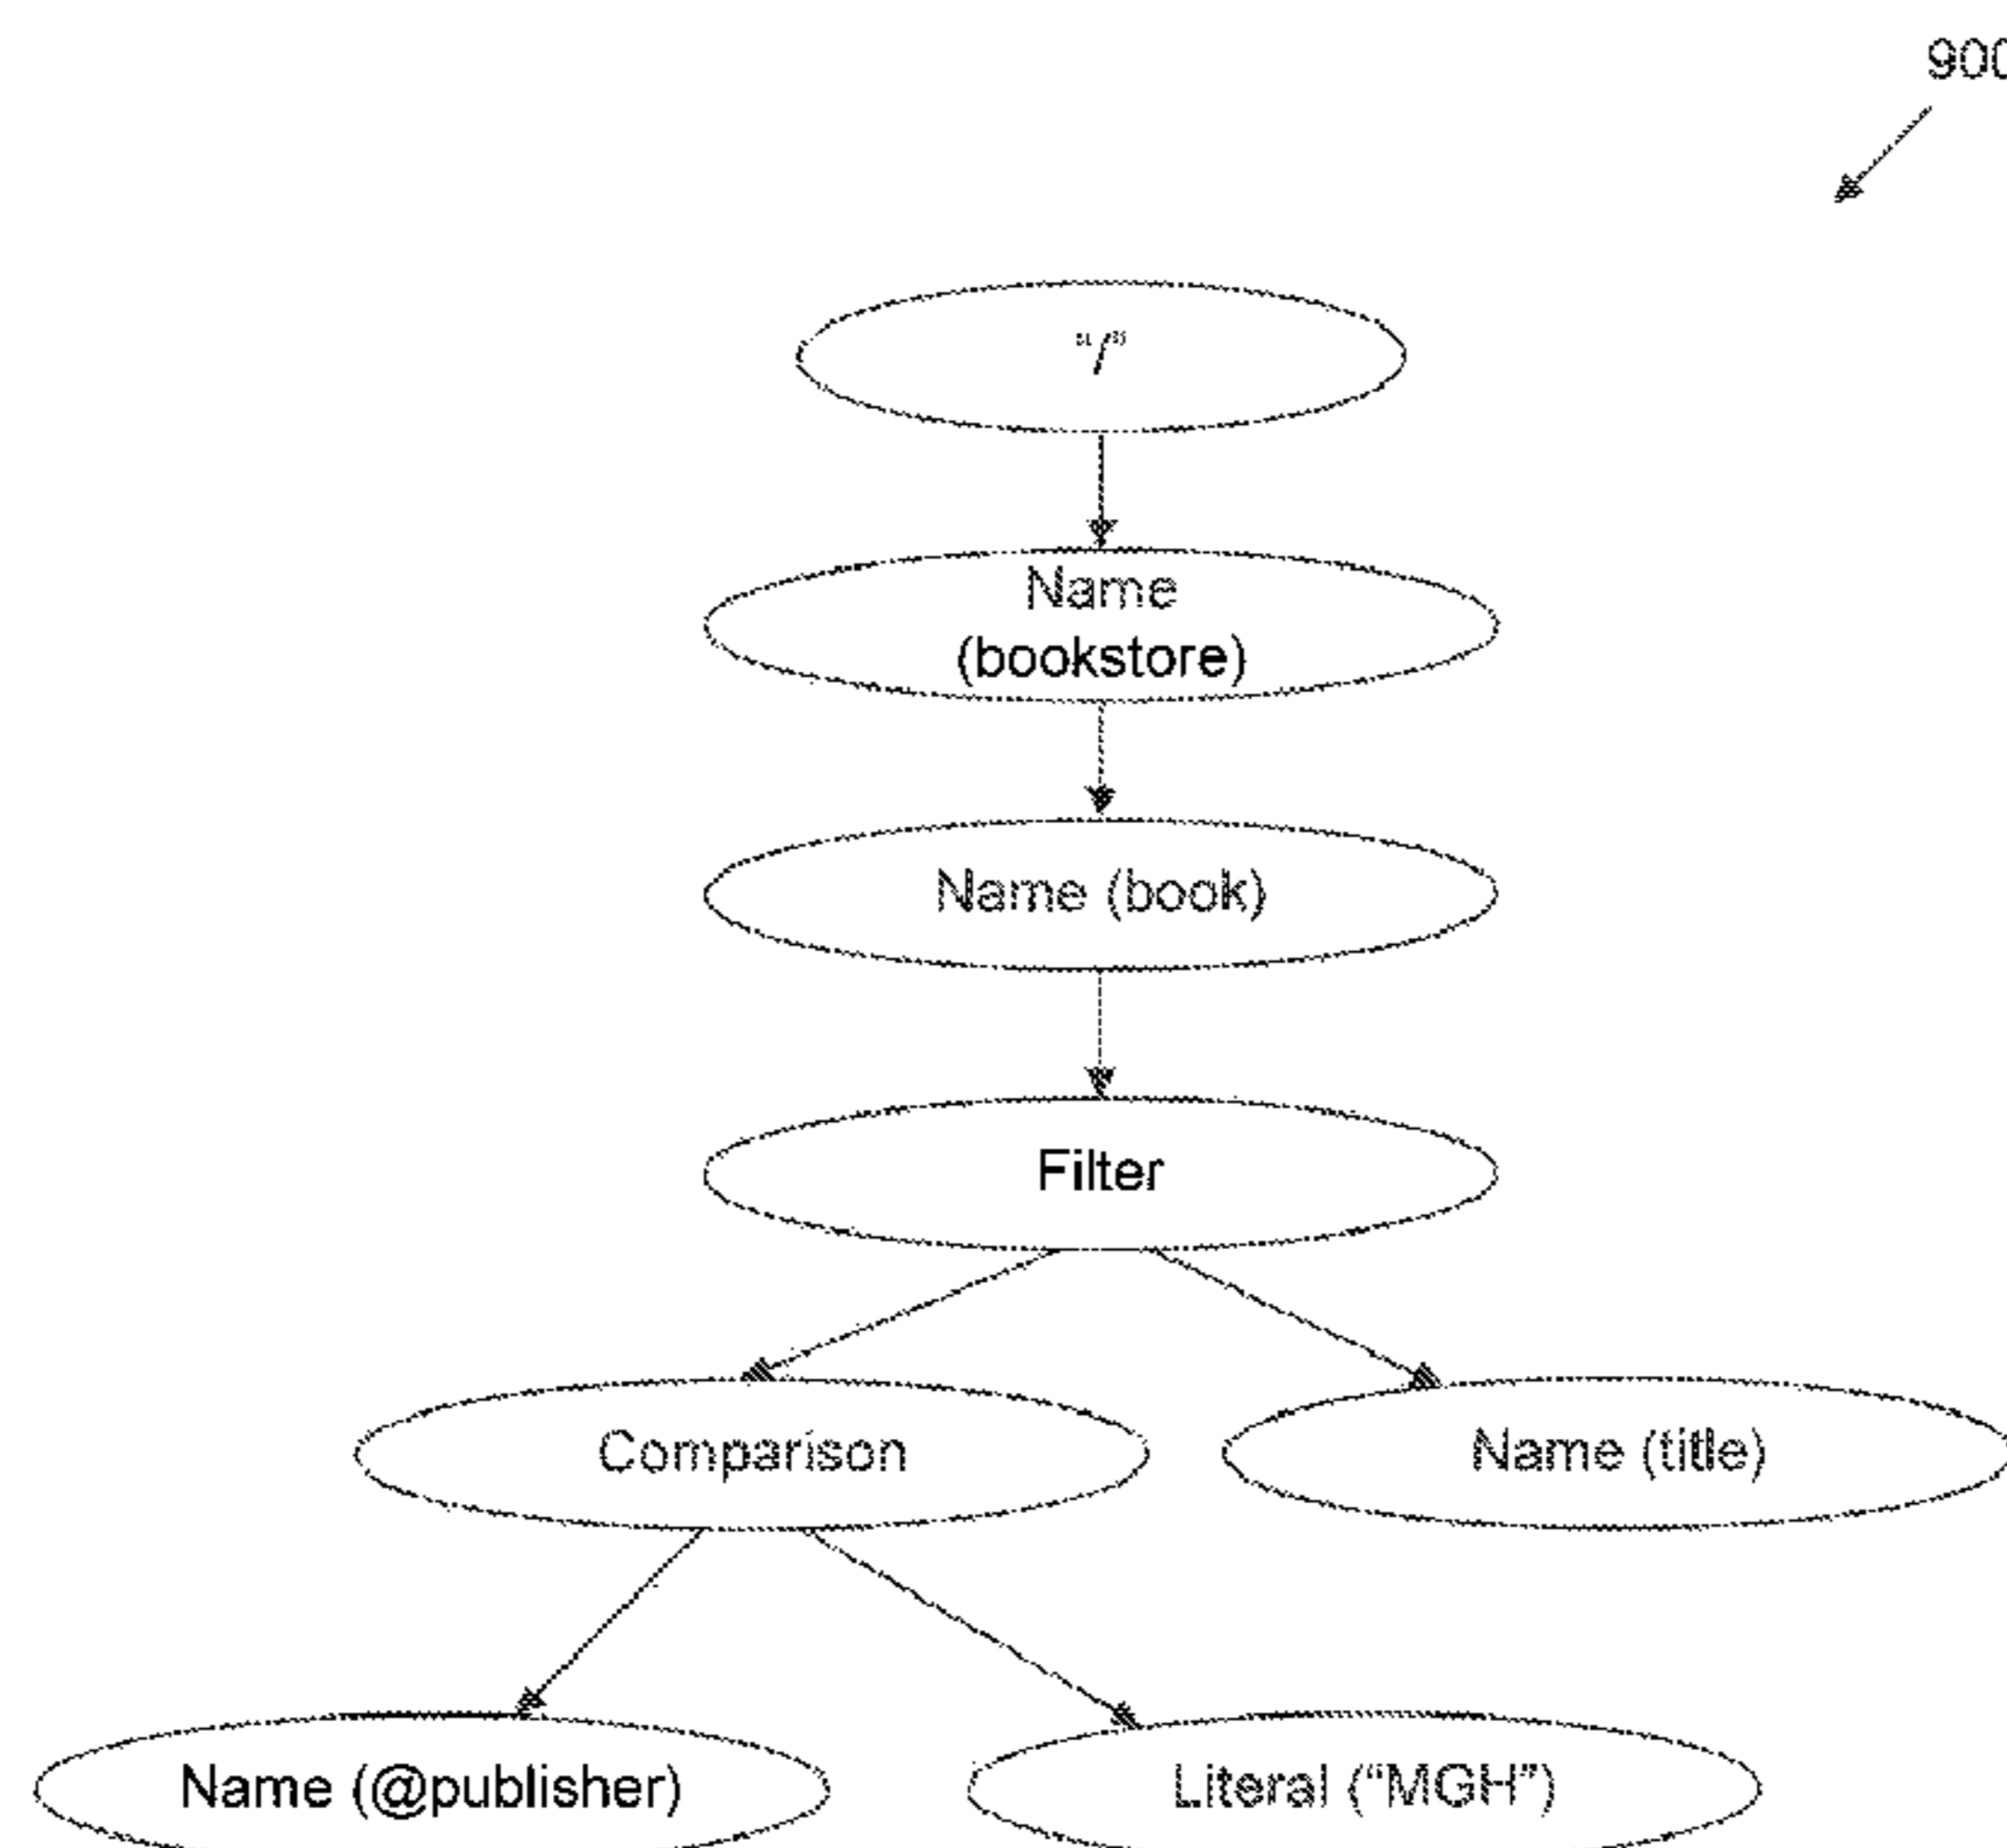 900
“/”
Name
(bookstore)
Name (book)
Filter
Comparison
Name (title)
Name (@publisher)
Literal (“MGH”)